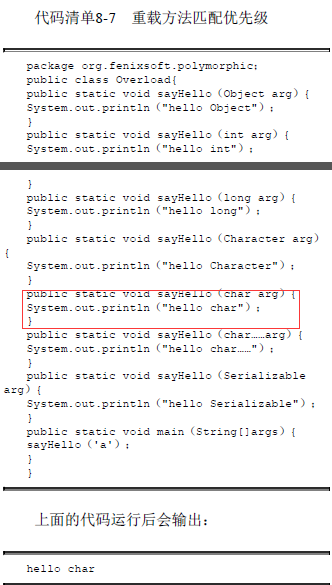 代码清单8-7 重载方法匹配优先级
package org.fenixsoft.polymorphic;
public class Overload{
public static void sayHello（Object arg）{
System.out.println（"hello Object"）;
}
public static void sayHello（int arg）{
System.out.println（"hello int"）;
}
public static void sayHello（long arg）{
System.out.println（"hello long"）;
}
public static void sayHello（Character arg）
{
System.out.println（"hello Character"）;
}
public static void sayHello（char arg）{
System.out.println（"hello char"）;
}
public static void sayHello（char……arg）{
System.out.println（"hello char……"）;
}
public static void sayHello（Serializable
arg）{
System.out.println（"hello Serializable"）;
}
public static void main（String[]args）{
sayHello（'a'）;
}
}
上面的代码运行后会输出：
hello char